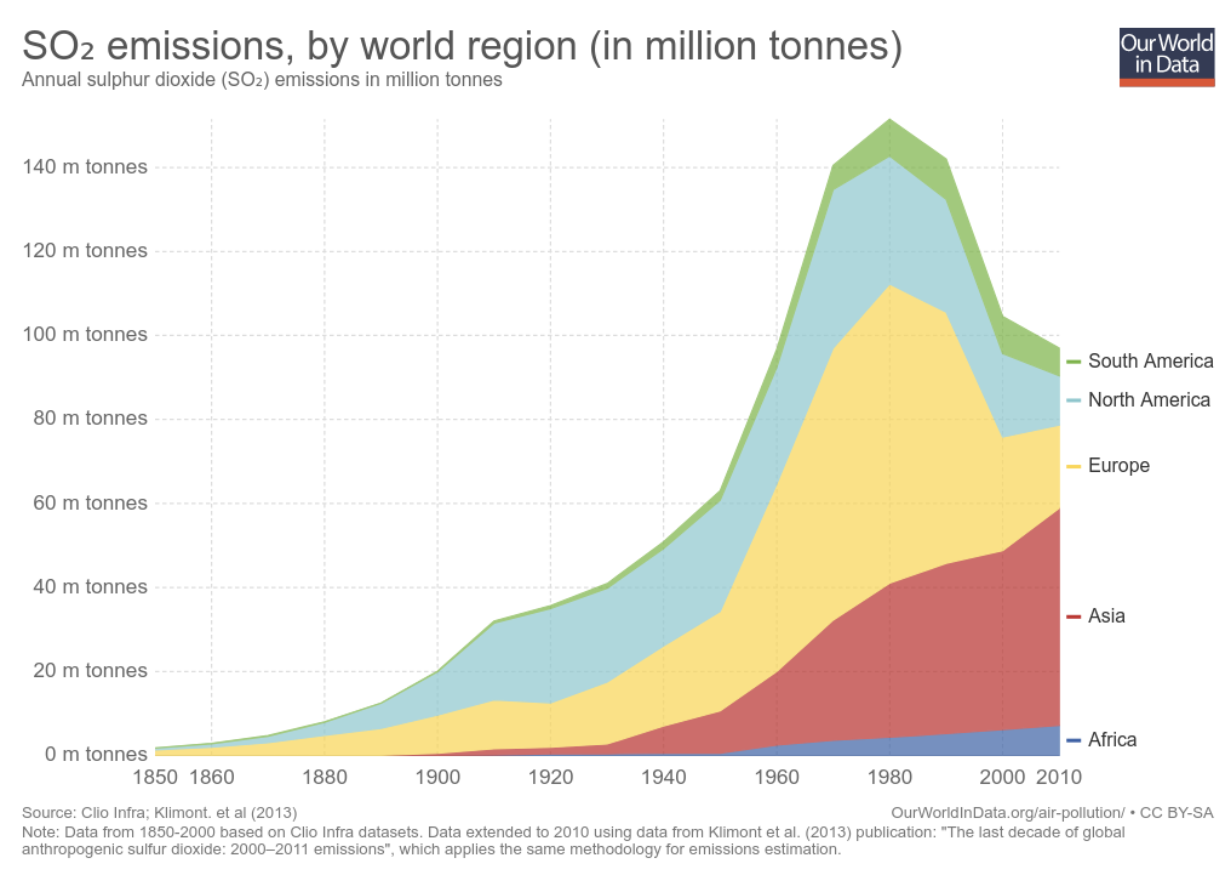 SO₂ emissions, by world region (in million tonnes)
Annual sulphur dioxide (SO₂) emissions in million tonnes
Our World
in Data
140 m tonnes
120 m tonnes
100 m tonnes
80 m tonnes
60 m tonnes
40 m tonnes
20 m tonnes
0 m tonnes
South America
North America
Europe
Asia
Africa
1850 1860 1880 1900 1920 1940 1960 1980 2000 2010
Source: Clio Infra; Klimont. et al (2013)
OurWorldInData.org/air-pollution/ • CC BY-SA
Note: Data from 1850-2000 based on Clio Infra datasets. Data extended to 2010 using data from Klimont et al. (2013) publication: "The last decade of global
anthropogenic sulfur dioxide: 2000–2011 emissions", which applies the same methodology for emissions estimation.